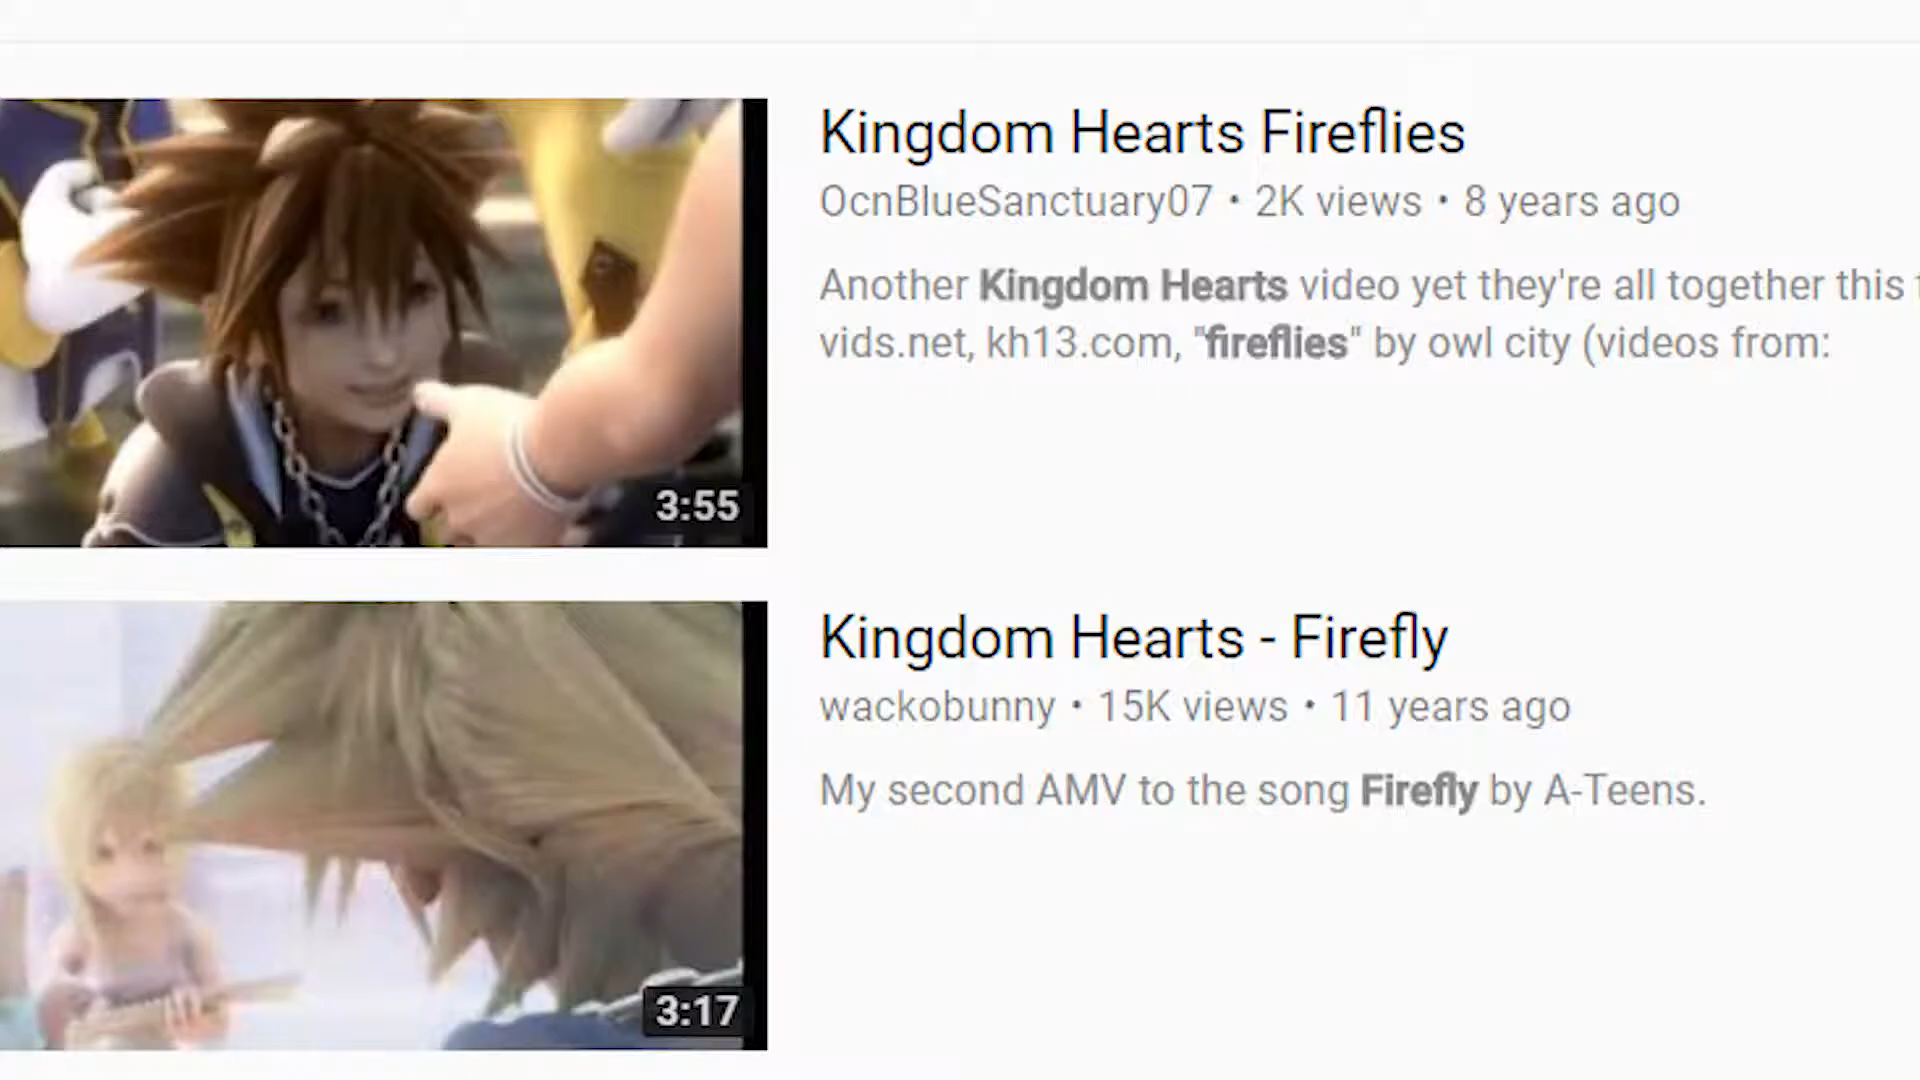 Kingdom Hearts Fireflies
OcnBlueSanctuary07 • 2K views • 8 years ago
Another Kingdom Hearts video yet they're all together this
vids.net, kh13.com, "fireflies" by owl city (videos from:
3:55
Kingdom Hearts - Firefly
wackobunny • 15K views • 11 years ago
My second AMV to the song Firefly by A-Teens.
3:17